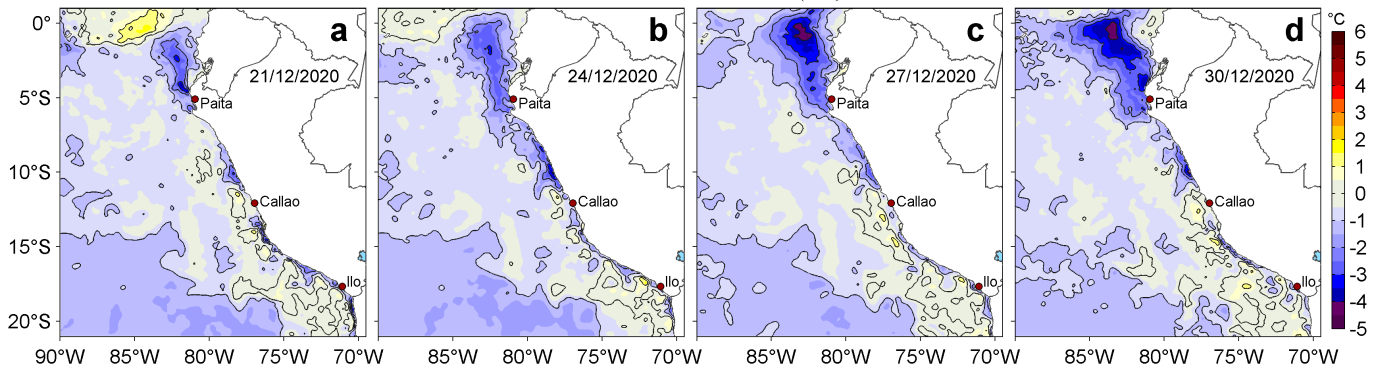 a
b
c
d
21/12/2020
24/12/2020
27/12/2020
30/12/2020
Paita
Paita
Paita
Paita
Callao
Callao
Callao
Callao
Ilo
Ilo
Ilo
Ilo
0°
5°S
10°S
15°S
20°S
90°W 85°W 80°W 75°W 70°W
85°W 80°W 75°W 70°W
85°W 80°W 75°W 70°W
85°W 80°W 75°W 70°W
°C
6
5
4
3
2
1
0
-1
-2
-3
-4
-5